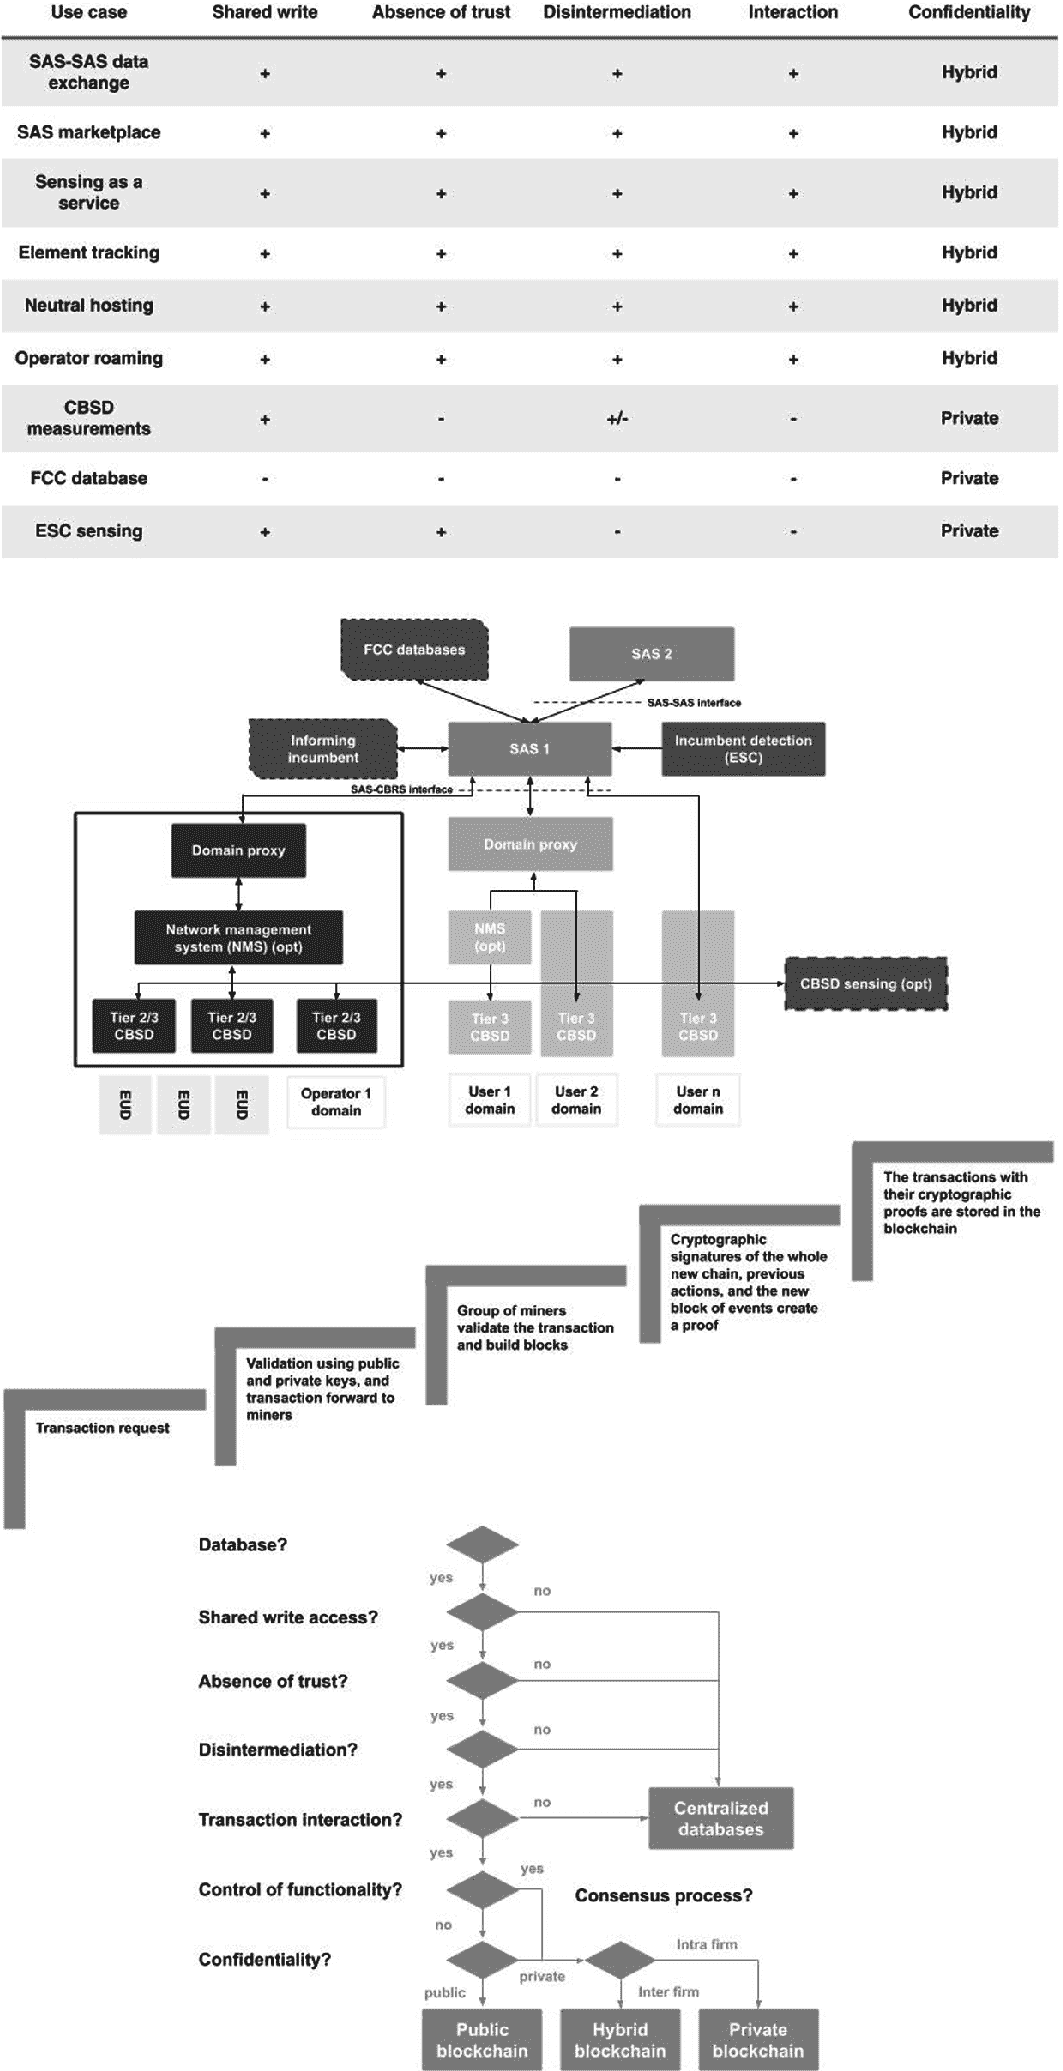 Use case Shared write Absence of trust Disintermediation Interaction Confidentiality
SAS-SAS data
exchange + + + + Hybrid
SAS marketplace + + + + Hybrid
Sensing as a
service + + + + Hybrid
Element tracking + + + + Hybrid
Neutral hosting + + + + Hybrid
Operator roaming + + + + Hybrid
CBSD
measurements + - +/- - Private
FCC database - - - - Private
ESC sensing + + - - Private
FCC databases
SAS 2
SAS-SAS interface
Informing
incumbent
SAS 1
Incumbent detection
(ESC)
SAS-CBRS interface
Domain proxy
Domain proxy
Network management
system (NMS) (opt)
NMS
(opt)
CBSD sensing (opt)
Tier 2/3
CBSD
Tier 2/3
CBSD
Tier 2/3
CBSD
Tier 3
CBSD
Tier 3
CBSD
Tier 3
CBSD
EUD
EUD
EUD
Operator 1
domain
User 1
domain
User 2
domain
User n
domain
The transactions with
their cryptographic
proofs are stored in the
blockchain
Cryptographic
signatures of the whole
new chain, previous
actions, and the new
block of events create
a proof
Group of miners
validate the transaction
and build blocks
Validation using public
and private keys, and
transaction forward to
miners
Transaction request
Database?
yes
no
Shared write access?
yes
no
Absence of trust?
yes
no
Disintermediation?
yes
no
Transaction interaction?
Centralized
databases
yes
yes
Control of functionality?
Consensus process?
no
Confidentiality?
Intra firm
private
public
Inter firm
Public
blockchain
Hybrid
blockchain
Private
blockchain